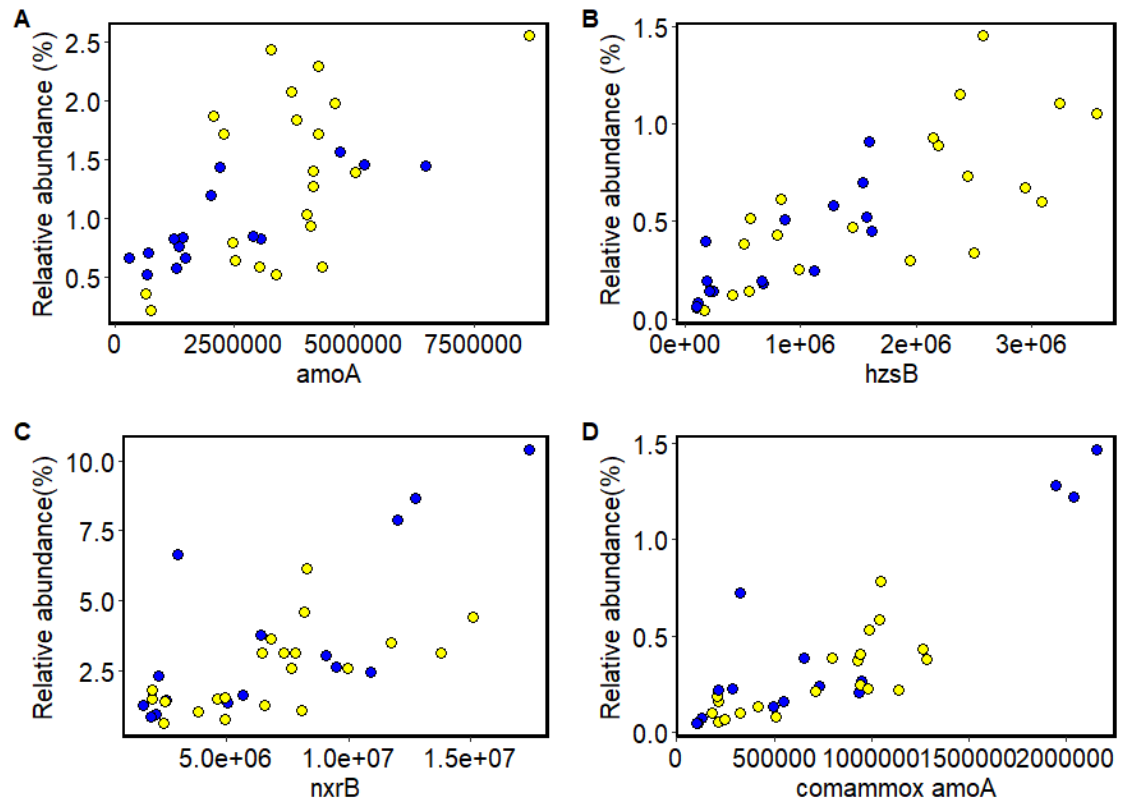 A
B
Relaative abundance (%)
2.5
2.0
1.5
1.0
0.5
0
2500000
5000000
7500000
amoA
Relative abundance (%)
1.5
1.0
0.5
0.0
0e+00
1e+06
2e+06
3e+06
hzsB
C
D
Relative abundance(%)
10.0
7.5
5.0
2.5
5.0e+06
1.0e+07
1.5e+07
nxrB
Relative abundance(%)
1.5
1.0
0.5
0.0
0
500000
1000000
1500000
2000000
comammox amoA